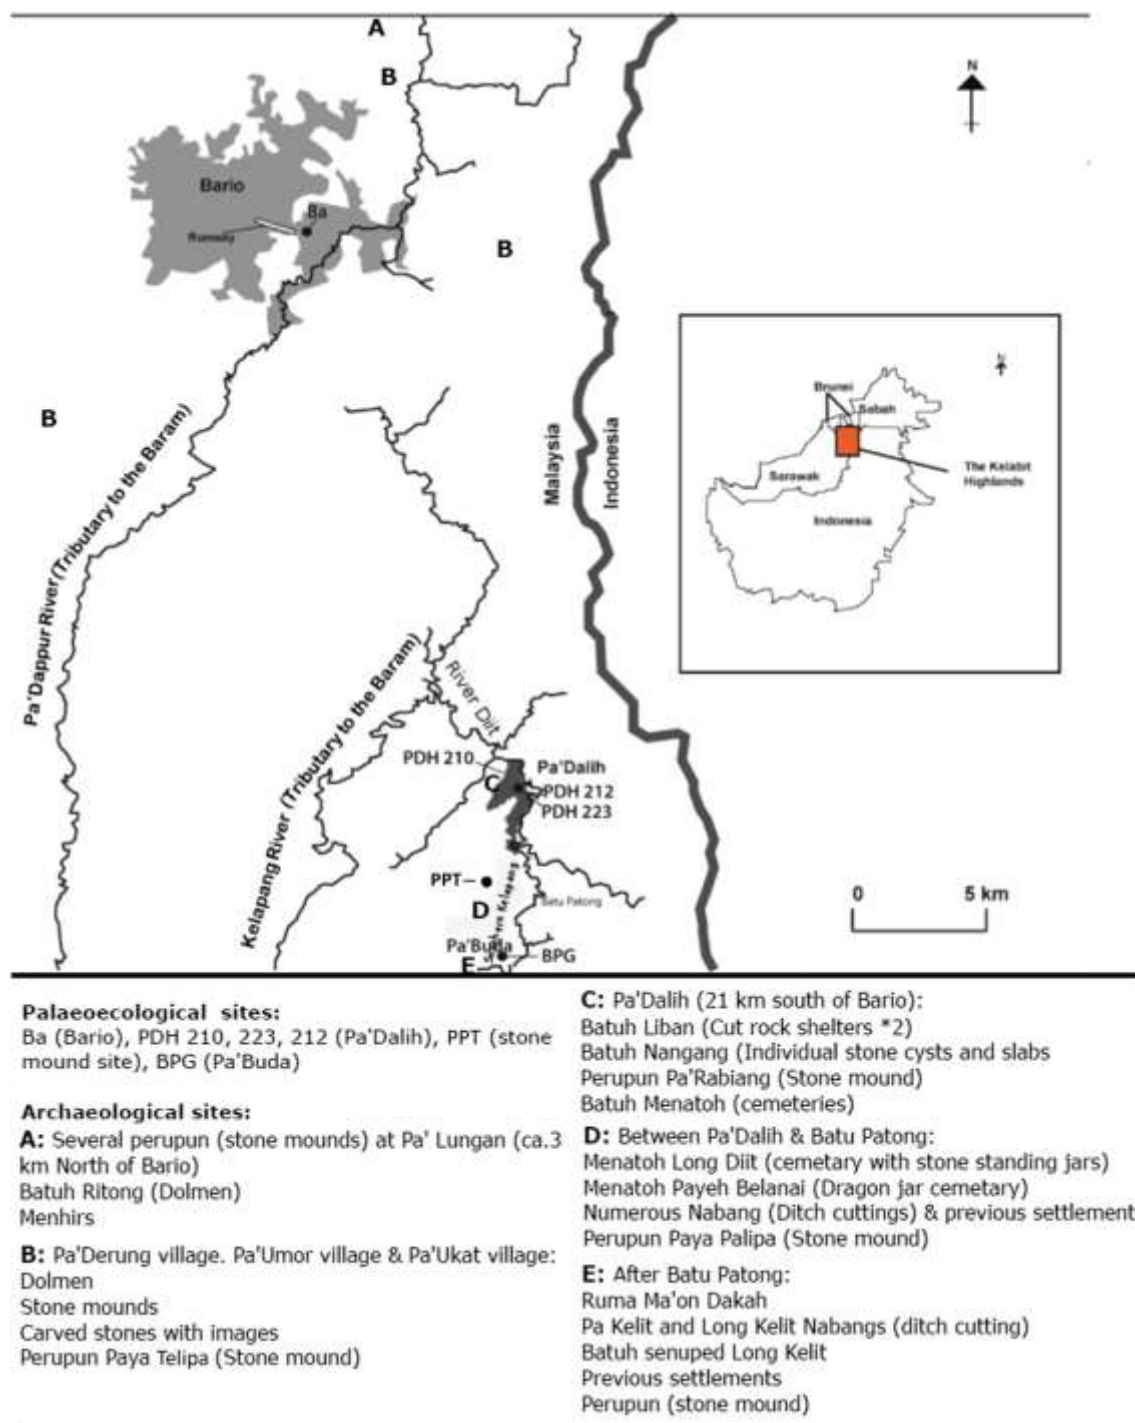 A
N
B
Bario
Ba
Runway
B
B
Brunei
N
Sabah
Sarawak
The Kelabit
Highlands
Indonesia
Malaysia
Indonesia
Pa'Dappur River (Tributary to the Baram)
Kelapang River (Tributary to the Baram)
River Diit
PDH 210
Pa'Dalih
C
PDH 212
PDH 223
PPT
D
Kelapang
Batu Patong
Pa'Buda
BPG
E
0 5 km
Palaeoecological sites:
Ba (Bario), PDH 210, 223, 212 (Pa'Dalih), PPT (stone
mound site), BPG (Pa'Buda)
Archaeological sites:
A: Several perupun (stone mounds) at Pa' Lungan (ca.3
km North of Bario)
Batuh Ritong (Dolmen)
Menhirs
B: Pa'Derung village. Pa'Umor village & Pa'Ukat village:
Dolmen
Stone mounds
Carved stones with images
Perupun Paya Telipa (Stone mound)
C: Pa'Dalih (21 km south of Bario):
Batuh Liban (Cut rock shelters *2)
Batuh Nangang (Individual stone cysts and slabs
Perupun Pa'Rabiang (Stone mound)
Batuh Menatoh (cemeteries)
D: Between Pa'Dalih & Batu Patong:
Menatoh Long Diit (cemetary with stone standing jars)
Menatoh Payeh Belanai (Dragon jar cemetary)
Numerous Nabang (Ditch cuttings) & previous settlement
Perupun Paya Palipa (Stone mound)
E: After Batu Patong:
Ruma Ma'on Dakah
Pa Kelit and Long Kelit Nabangs (ditch cutting)
Batuh senuped Long Kelit
Previous settlements
Perupun (stone mound)